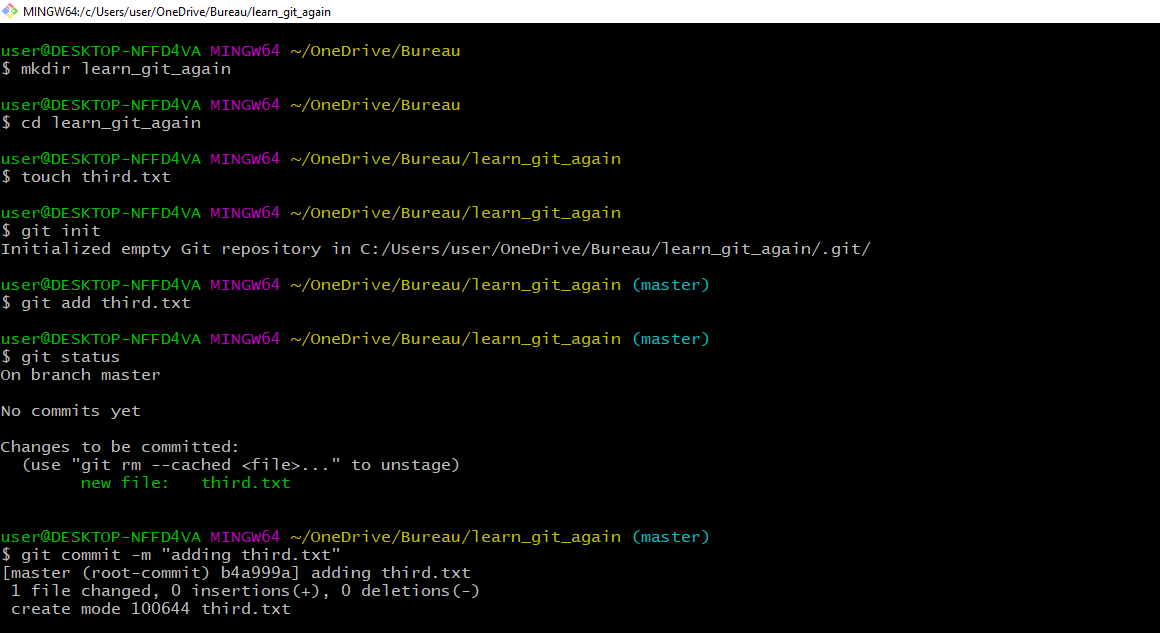 MINGW64:/c/Users/user/OneDrive/Bureau/learn_git_again
user@DESKTOP-NFFD4VA MINGW64 ~/OneDrive/Bureau
$ mkdir learn_git_again
user@DESKTOP-NFFD4VA MINGW64 ~/OneDrive/Bureau
$ cd learn_git_again
user@DESKTOP-NFFD4VA MINGW64 ~/OneDrive/Bureau/learn_git_again
$ touch third.txt
user@DESKTOP-NFFD4VA MINGW64 ~/OneDrive/Bureau/learn_git_again
$ git init
Initialized empty Git repository in C:/Users/user/OneDrive/Bureau/learn_git_again/.git/
user@DESKTOP-NFFD4VA MINGW64 ~/OneDrive/Bureau/learn_git_again (master)
$ git add third.txt
user@DESKTOP-NFFD4VA MINGW64 ~/OneDrive/Bureau/learn_git_again (master)
$ git status
On branch master
No commits yet
Changes to be committed:
  (use "git rm --cached <file>..." to unstage)
        new file:   third.txt
user@DESKTOP-NFFD4VA MINGW64 ~/OneDrive/Bureau/learn_git_again (master)
$ git commit -m "adding third.txt"
[master (root-commit) b4a999a] adding third.txt
 1 file changed, 0 insertions(+), 0 deletions(-)
 create mode 100644 third.txt